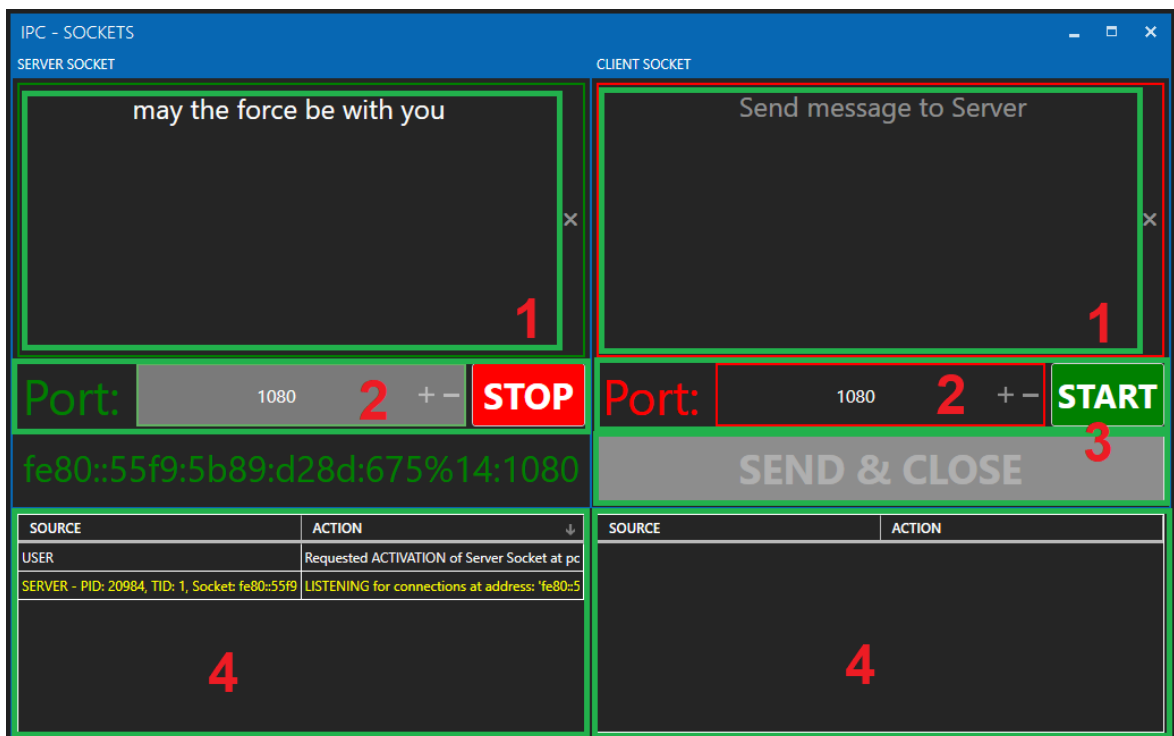 IPC - SOCKETS
SERVER SOCKET
CLIENT SOCKET
may the force be with you
1
Send message to Server
1
Port: 1080 2 + − STOP
Port: 1080 2 + − START
fe80::55f9:5b89:d28d:675%14:1080
3
SEND & CLOSE
SOURCE ACTION
USER Requested ACTIVATION of Server Socket at pc
SERVER - PID: 20984, TID: 1, Socket: fe80::55f9 LISTENING for connections at address: 'fe80::5
4
SOURCE ACTION
4